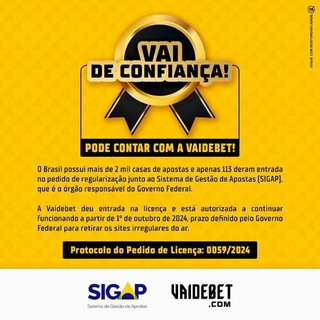 VAI
DE CONFIANÇA!
PODE CONTAR COM A VAIDEBET!
O Brasil possui mais de 2 mil casas de apostas e apenas 113 deram entrada
no pedido de regularização junto ao Sistema de Gestão de Apostas [SIGAP],
que é o órgão responsável do Governo Federal.
A Vaidebet deu entrada na licença e está autorizada a continuar
funcionando a partir de 1º de outubro de 2024, prazo definido pelo Governo
Federal para retirar os sites irregulares do ar.
Protocolo do Pedido de Licença: 0059/2024
SIGAP
Sistema de Gestão de Apostas
VAIDEBET
.COM
JOGUE COM RESPONSABILIDADE